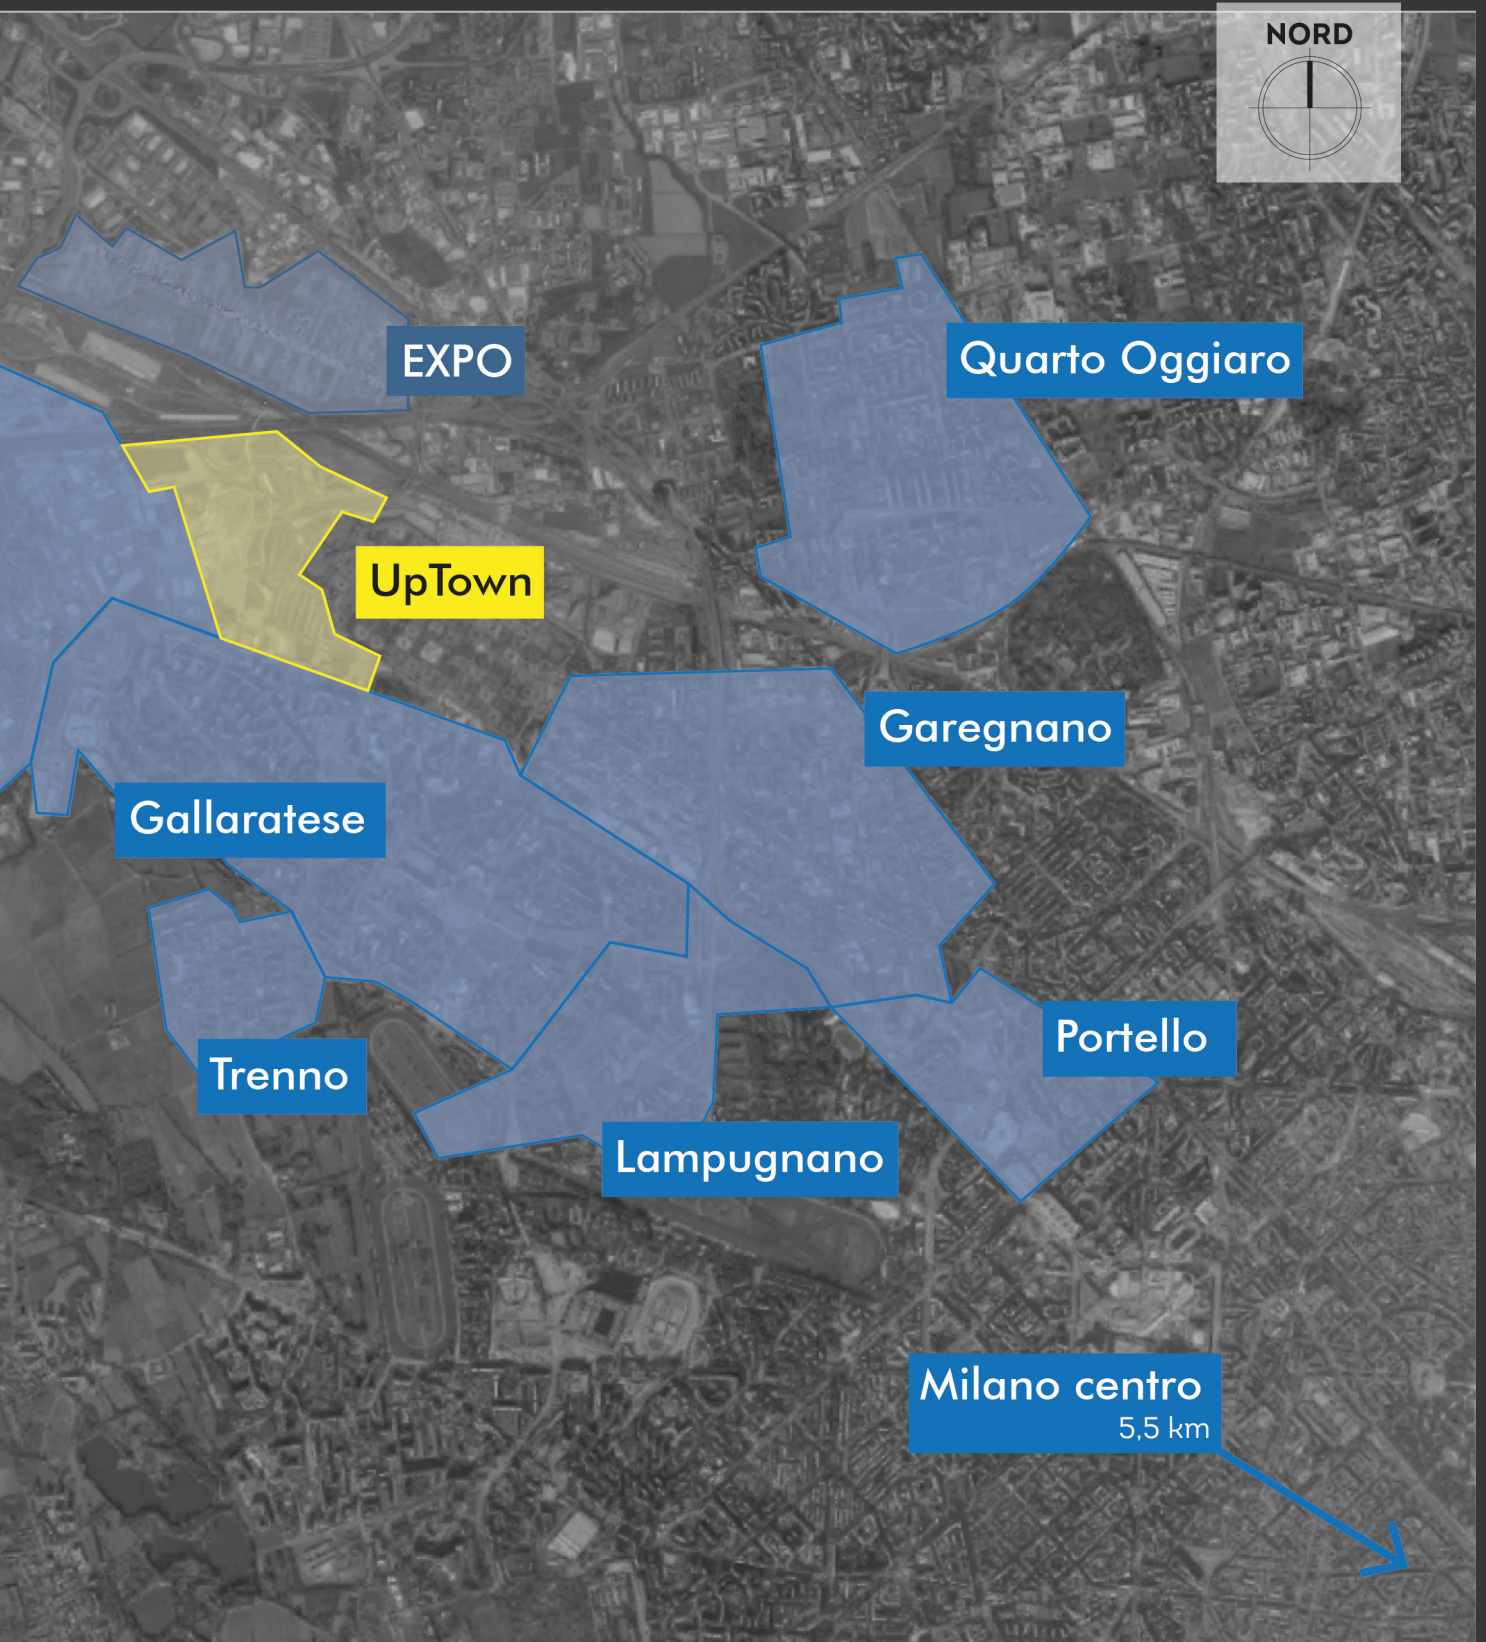 NORD
EXPO
Quarto Oggiaro
UpTown
Garegnano
Gallaratese
Portello
Trenno
Lampugnano
Milano centro
5,5 km